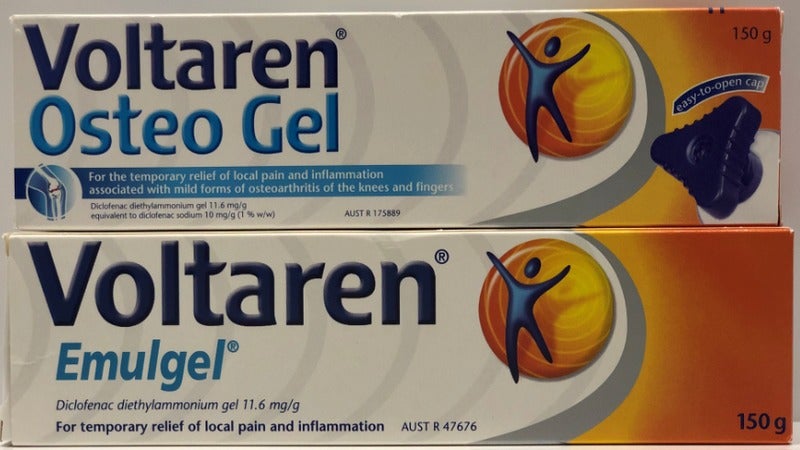 Voltaren®
Osteo Gel
150 g
easy-to-open cap
For the temporary relief of local pain and inflammation
associated with mild forms of osteoarthritis of the knees and fingers
Diclofenac diethylammonium gel 11.6 mg/g
equivalent to diclofenac sodium 10 mg/g (1 % w/w)
AUST R 175889
Voltaren®
Emulgel®
Diclofenac diethylammonium gel 11.6 mg/g
For temporary relief of local pain and inflammation
AUST R 47676
150 g